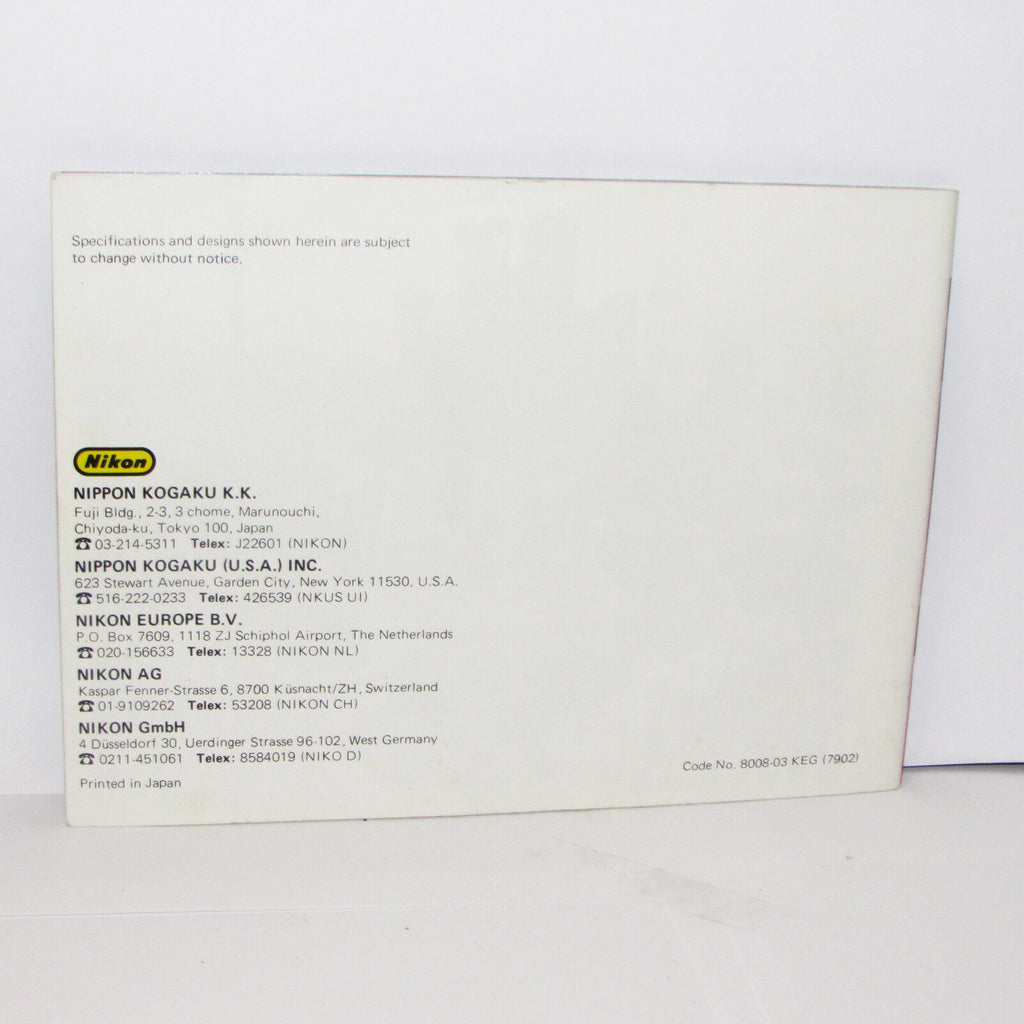 Specifications and designs shown herein are subject
to change without notice.
Nikon
NIPPON KOGAKU K.K.
Fuji Bldg., 2-3, 3 chome, Marunouchi,
Chiyoda-ku, Tokyo 100, Japan
☎ 03-214-5311 Telex: J22601 (NIKON)
NIPPON KOGAKU (U.S.A.) INC.
623 Stewart Avenue, Garden City, New York 11530, U.S.A.
☎ 516-222-0233 Telex: 426539 (NKUS UI)
NIKON EUROPE B.V.
P.O. Box 7609, 1118 ZJ Schiphol Airport, The Netherlands
☎ 020-156633 Telex: 13328 (NIKON NL)
NIKON AG
Kaspar Fenner-Strasse 6, 8700 Küsnacht/ZH, Switzerland
☎ 01-9109262 Telex: 53208 (NIKON CH)
NIKON GmbH
4 Düsseldorf 30, Uerdinger Strasse 96-102, West Germany
☎ 0211-451061 Telex: 8584019 (NIKO D)
Printed in Japan
Code No. 8008-03 KEG (7902)